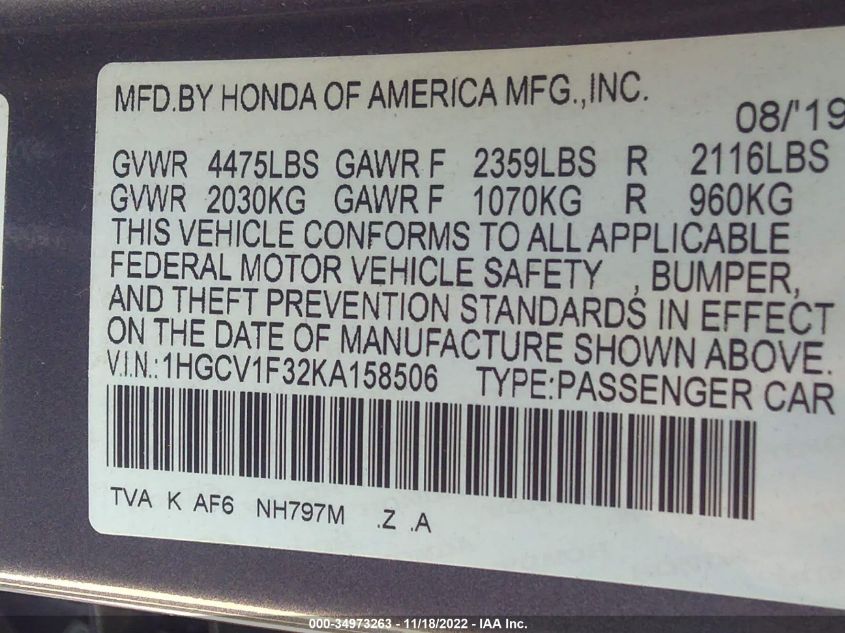 MFD.BY HONDA OF AMERICA MFG.,INC.
08/'19
GVWR 4475LBS GAWR F 2359LBS R 2116LBS
GVWR 2030KG GAWR F 1070KG R 960KG
THIS VEHICLE CONFORMS TO ALL APPLICABLE
FEDERAL MOTOR VEHICLE SAFETY , BUMPER,
AND THEFT PREVENTION STANDARDS IN EFFECT
ON THE DATE OF MANUFACTURE SHOWN ABOVE.
V.I.N.:1HGCV1F32KA158506 TYPE:PASSENGER CAR
TVA K AF6 NH797M .Z .A
000-34973263 - 11/18/2022 - IAA Inc.